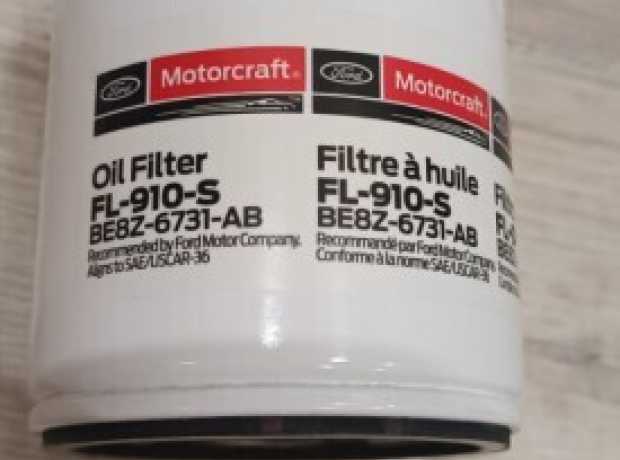 Ford Motorcraft®
Oil Filter
FL-910-S
BE8Z-6731-AB
Recommended by Ford Motor Company.
Aligns to SAE/USCAR-36
Ford Motorcraft
Filtre à huile
FL-910-S
BE8Z-6731-AB
Recommandé par Ford Motor Company
Conforme à la norme SAE/USCAR-36